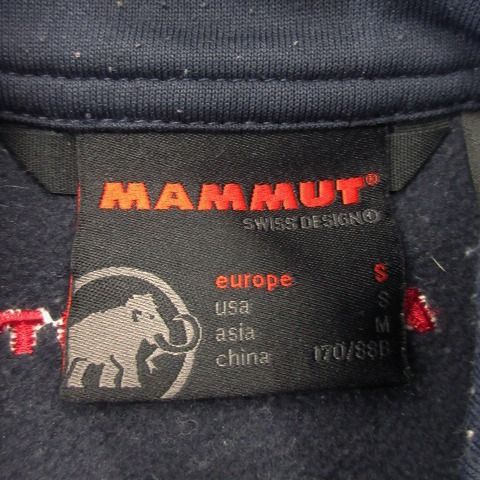 MAMMUT®
SWISS DESIGN
europe S
usa S
asia M
china 170/88B